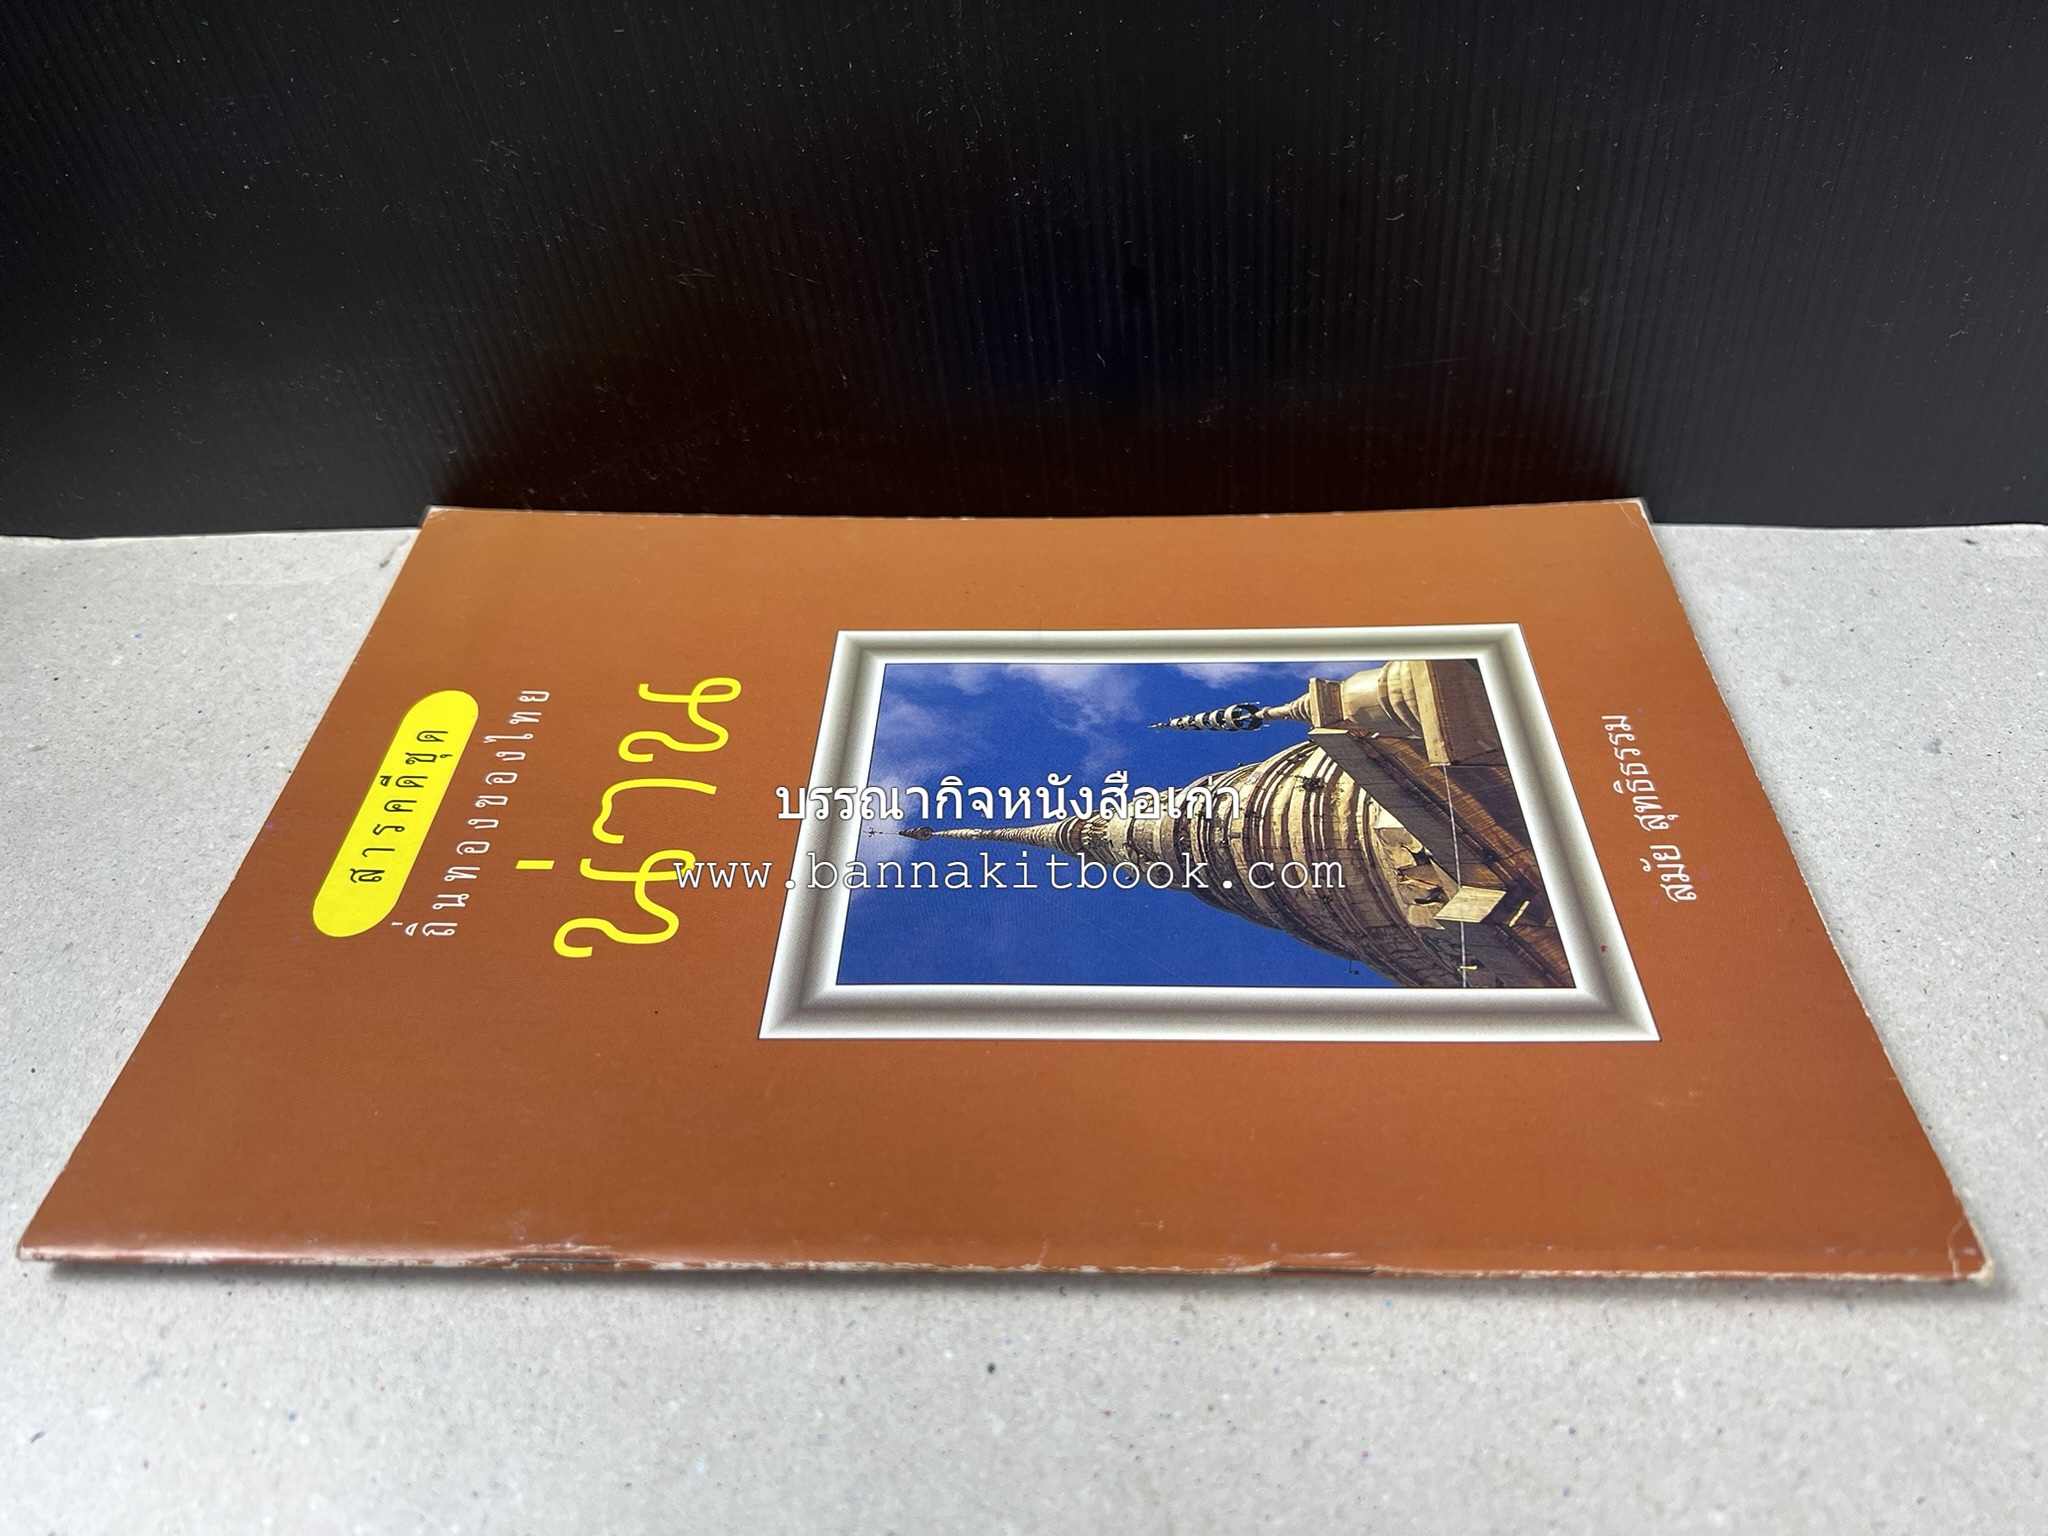 สารคดีชุด
ถิ่นทองของไทย
น่าน
สมัย สุทธิธรรม
บรรณากิจหนังสือเก่า
www.bannakitbook.com